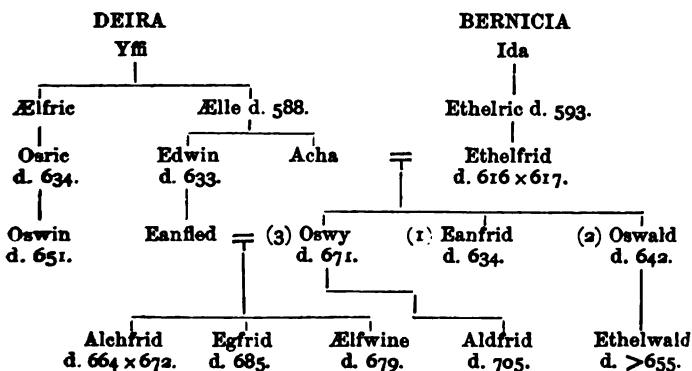 DEIRA BERNICIA
Yffi Ida
Ælfric Ælle d. 588. Ethelric d. 593.
Osric Edwin Acha = Ethelfrid
d. 634. d. 633. d. 616 × 617.
Oswin Eanfled = (3) Oswy (1) Eanfrid (2) Oswald
d. 651. d. 671. d. 634. d. 642.
Alchfrid Egfrid Ælfwine Aldfrid Ethelwald
d. 664 × 672. d. 685. d. 679. d. 705. d. >655.